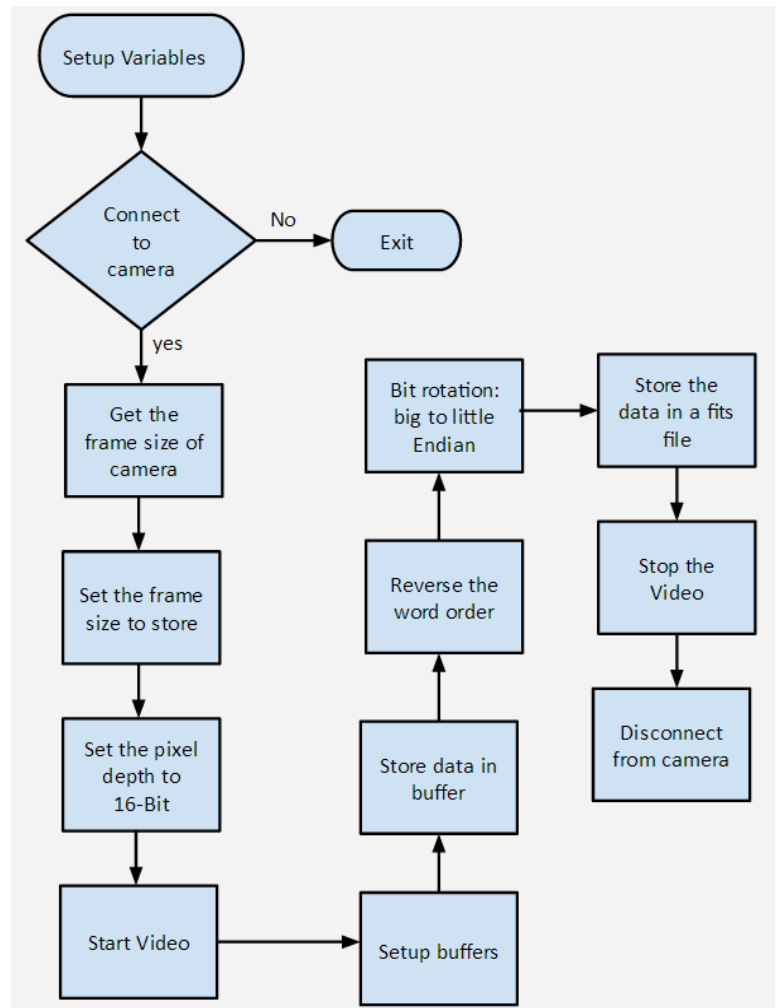 Setup Variables
Connect
to
camera
No
Exit
yes
Get the
frame size of
camera
Set the frame
size to store
Set the pixel
depth to
16-Bit
Start Video
Setup buffers
Store data in
buffer
Reverse the
word order
Bit rotation:
big to little
Endian
Store the
data in a fits
file
Stop the
Video
Disconnect
from camera